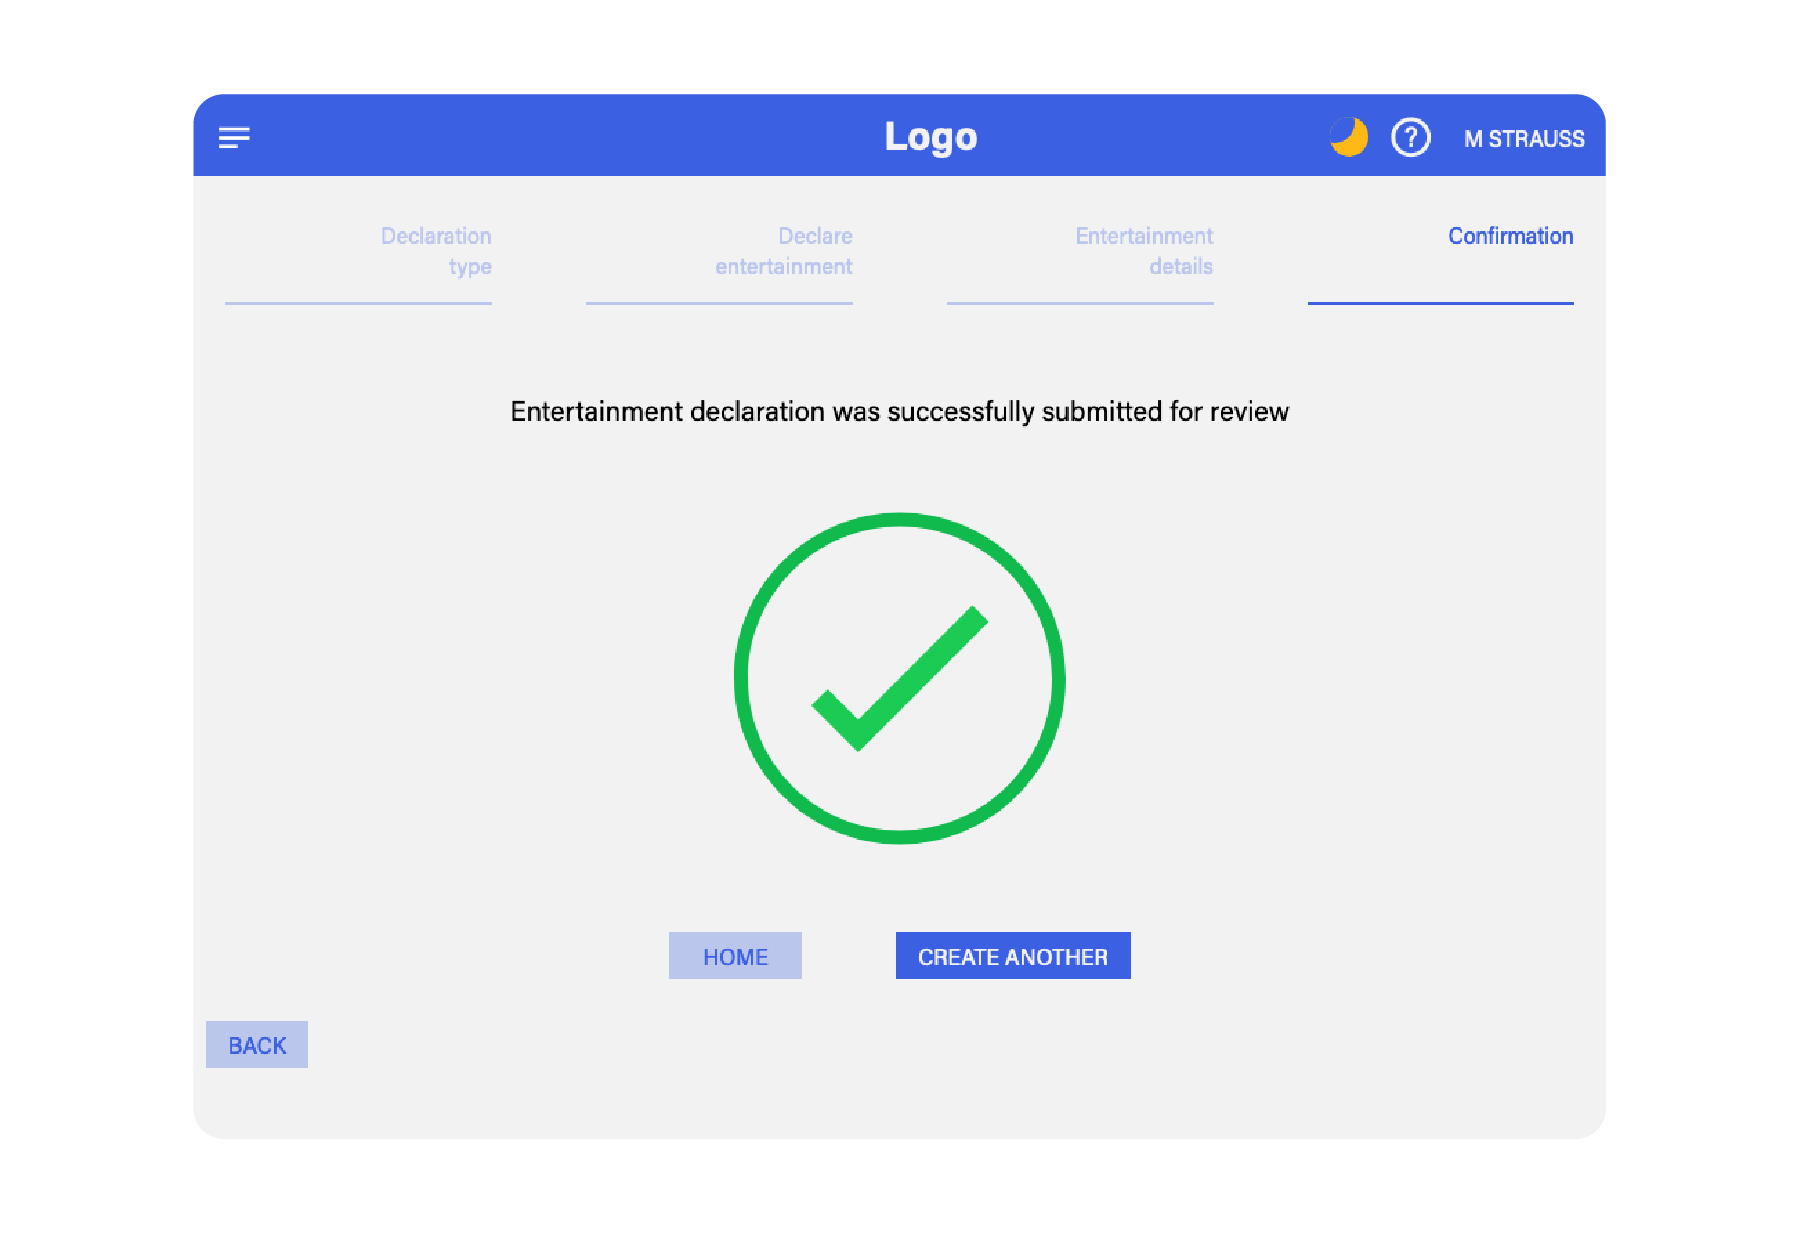 Logo
?
M STRAUSS
Declaration
type
Declare
entertainment
Entertainment
details
Confirmation
Entertainment declaration was successfully submitted for review
HOME
CREATE ANOTHER
BACK